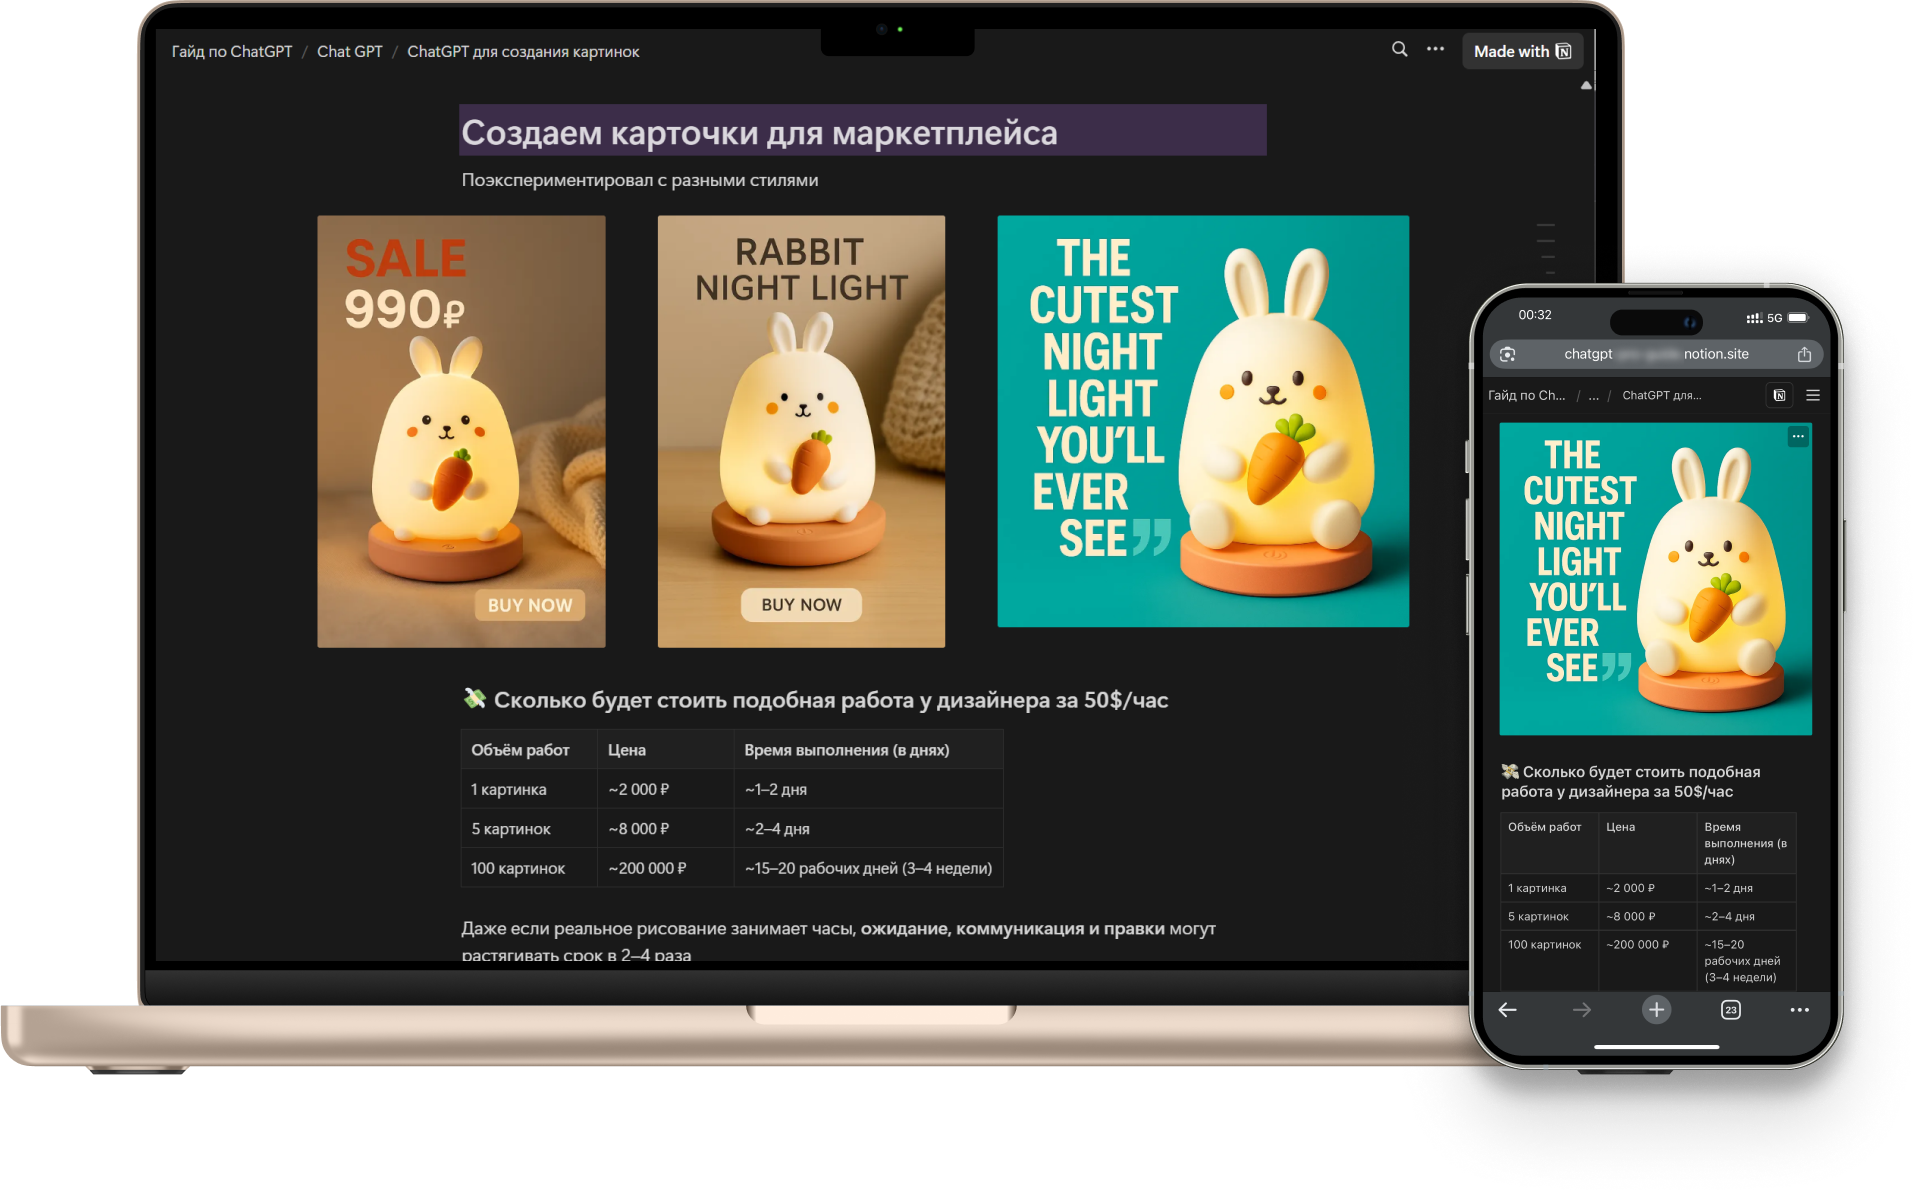 Гайд по ChatGPT / Chat GPT / ChatGPT для создания картинок
Made with
Создаем карточки для маркетплейса
Поэкспериментировал с разными стилями
SALE
990₽
BUY NOW
RABBIT
NIGHT LIGHT
BUY NOW
THE
CUTEST
NIGHT
LIGHT
YOU'LL
EVER
SEE”
Сколько будет стоить подобная работа у дизайнера за 50$/час
Объём работ Цена Время выполнения (в днях)
1 картинка ~2 000 ₽ ~1–2 дня
5 картинок ~8 000 ₽ ~2–4 дня
100 картинок ~200 000 ₽ ~15–20 рабочих дней (3–4 недели)
Даже если реальное рисование занимает часы, ожидание, коммуникация и правки могут
растягивать срок в 2–4 раза
00:32 5G
chatgpt notion.site
Гайд по Ch... / ... / ChatGPT для...
THE
CUTEST
NIGHT
LIGHT
YOU'LL
EVER
SEE”
Сколько будет стоить подобная
работа у дизайнера за 50$/час
Объём работ Цена Время
выполнения (в
днях)
1 картинка ~2 000 ₽ ~1–2 дня
5 картинок ~8 000 ₽ ~2–4 дня
100 картинок ~200 000 ₽ ~15–20
рабочих дней
(3–4 недели)
23